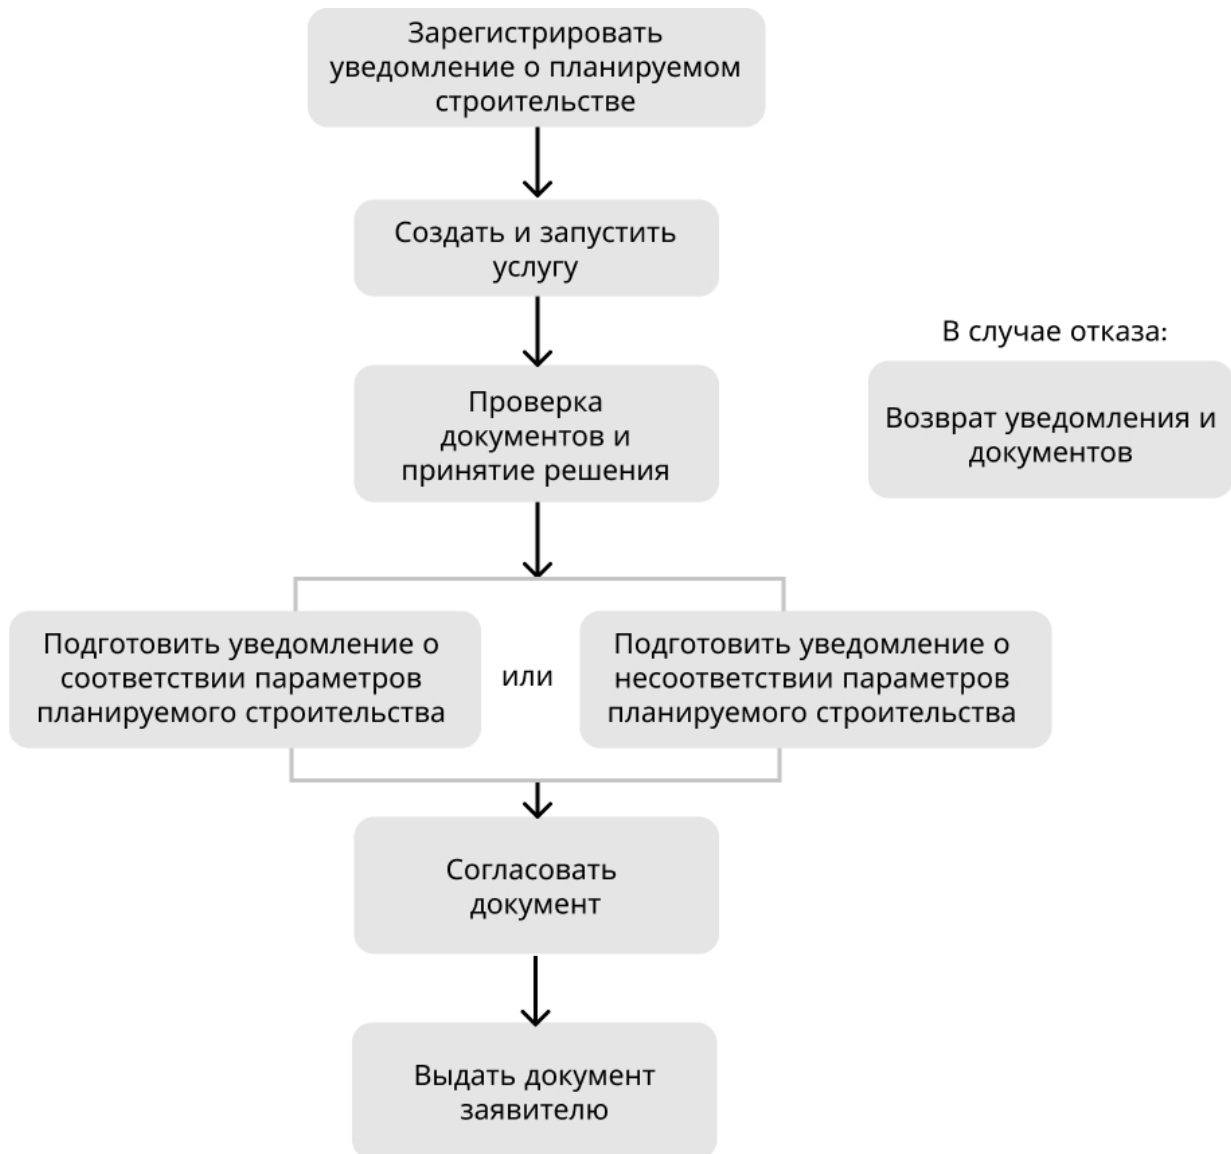 Зарегистрировать
уведомление о планируемом
строительстве
Создать и запустить
услугу
В случае отказа:
Проверка
документов и
принятие решения
Возврат уведомления и
документов
Подготовить уведомление о
соответствии параметров
планируемого строительства
или
Подготовить уведомление о
несоответствии параметров
планируемого строительства
Согласовать
документ
Выдать документ
заявителю